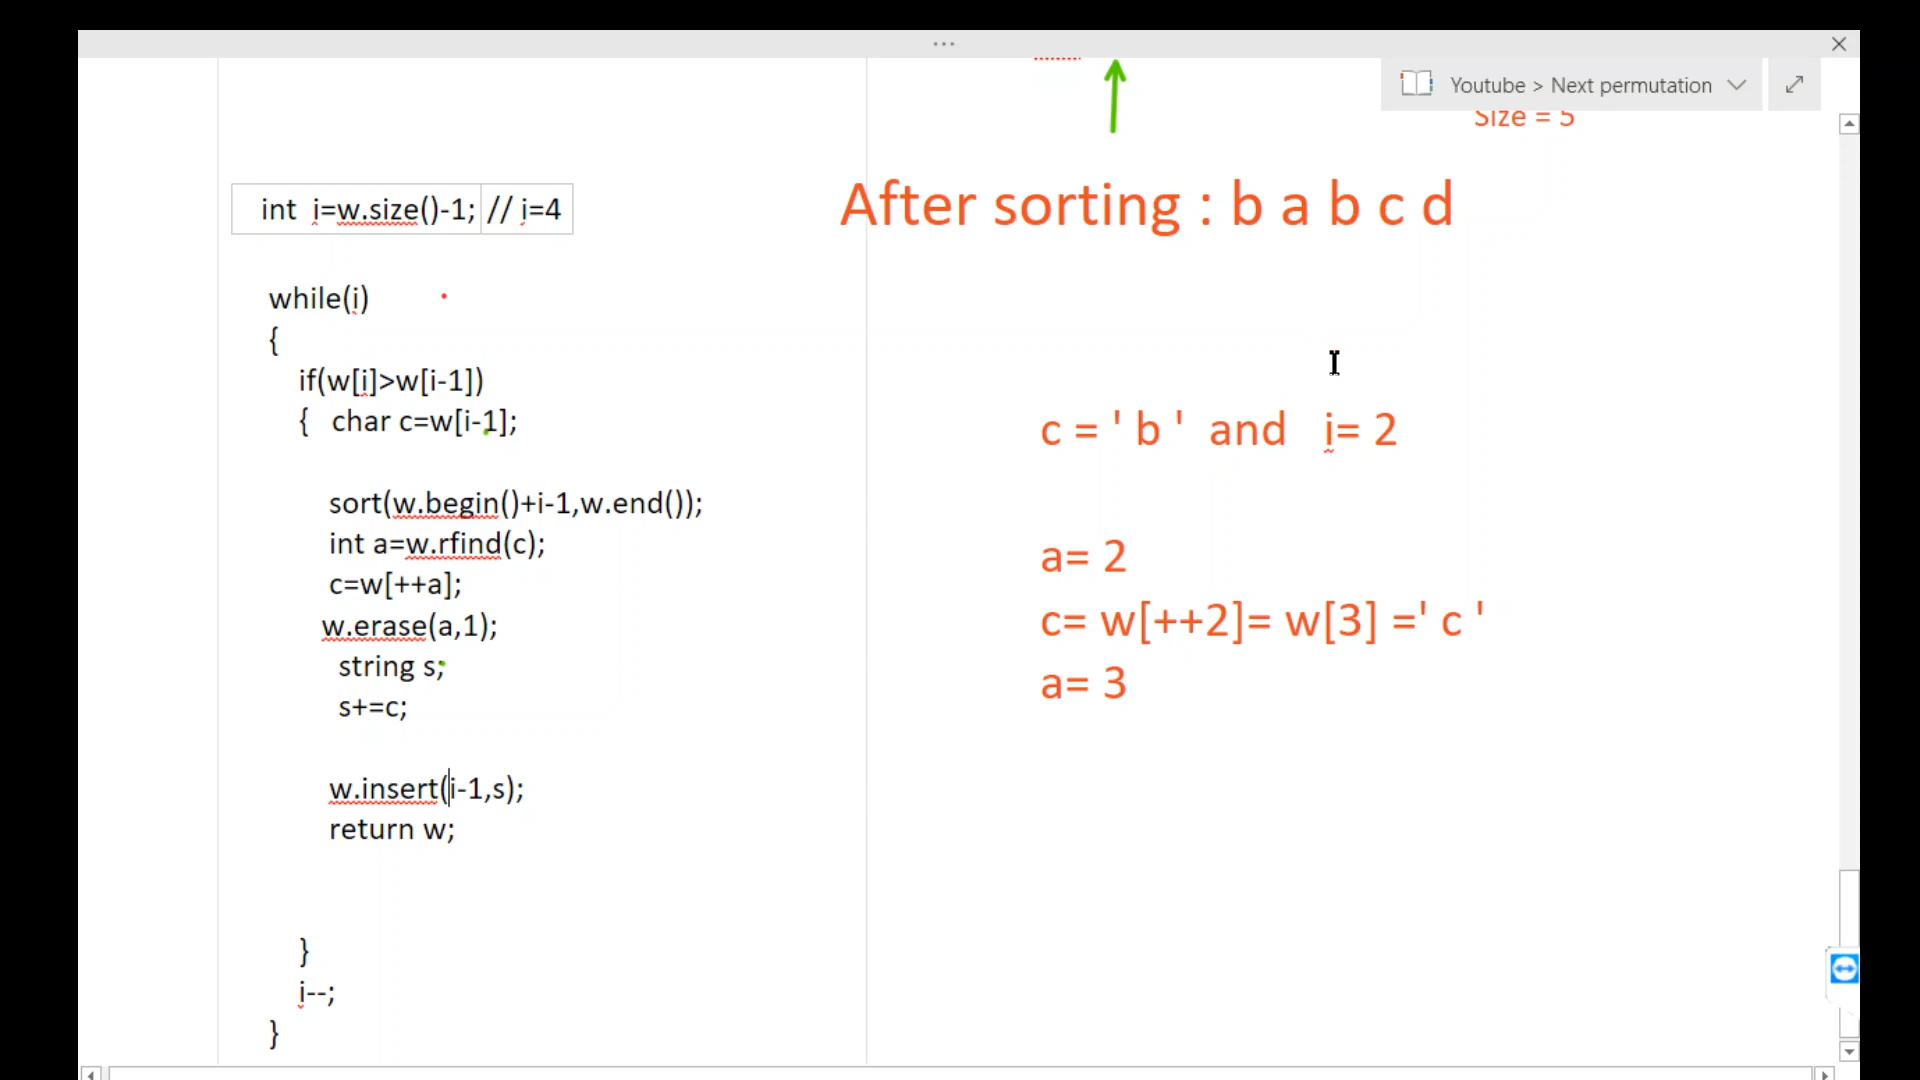 Youtube > Next permutation
Size = 5
int i=w.size()-1; // i=4
After sorting : b a b c d
while(i)
{
if(w[i]>w[i-1])
{ char c=w[i-1];
c = ' b ' and i= 2
sort(w.begin()+i-1,w.end());
int a=w.rfind(c);
a= 2
c=w[++a];
w.erase(a,1);
c= w[++2]= w[3] =' c '
string s;
a= 3
s+=c;
w.insert(i-1,s);
return w;
}
i--;
}